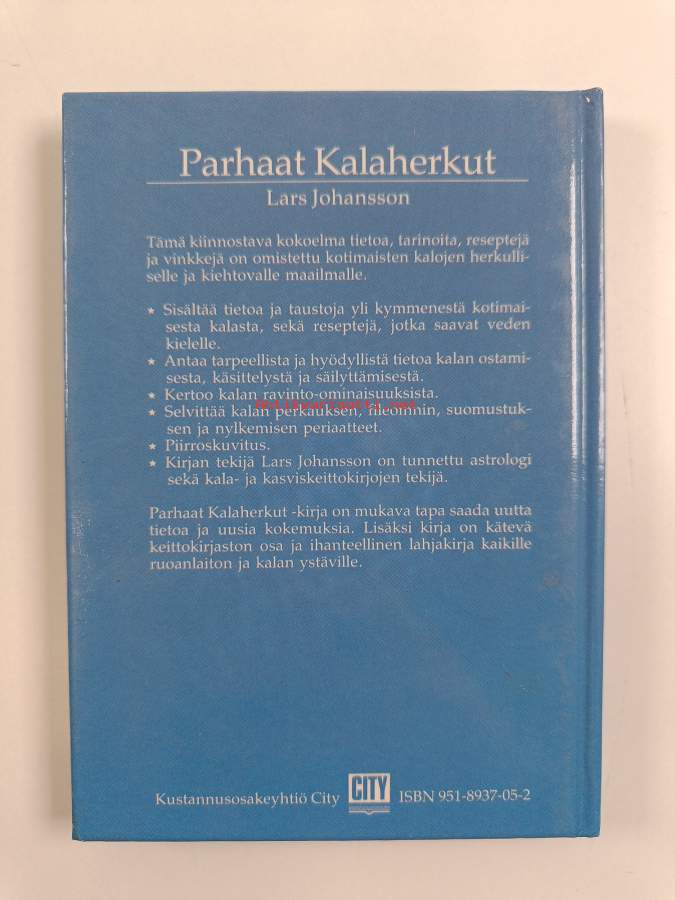 Parhaat Kalaherkut
Lars Johansson
Tämä kiinnostava kokoelma tietoa, tarinoita, reseptejä
ja vinkkejä on omistettu kotimaisten kalojen herkulli-
selle ja kiehtovalle maailmalle.
* Sisältää tietoa ja taustoja yli kymmenestä kotimai-
sesta kalasta, sekä reseptejä, jotka saavat veden
kielelle.
* Antaa tarpeellista ja hyödyllistä tietoa kalan ostami-
sesta, käsittelystä ja säilyttämisestä.
* Kertoo kalan ravinto-ominaisuuksista.
* Selvittää kalan perkauksen, fileoinnin, suomustuk-
sen ja nylkemisen periaatteet.
* Piirroskuvitus.
* Kirjan tekijä Lars Johansson on tunnettu astrologi
sekä kala- ja kasviskeittokirjojen tekijä.
Parhaat Kalaherkut -kirja on mukava tapa saada uutta
tietoa ja uusia kokemuksia. Lisäksi kirja on kätevä
keittokirjaston osa ja ihanteellinen lahjakirja kaikille
ruoanlaiton ja kalan ystäville.
Kustannusosakeyhtiö City CITY ISBN 951-8937-05-2